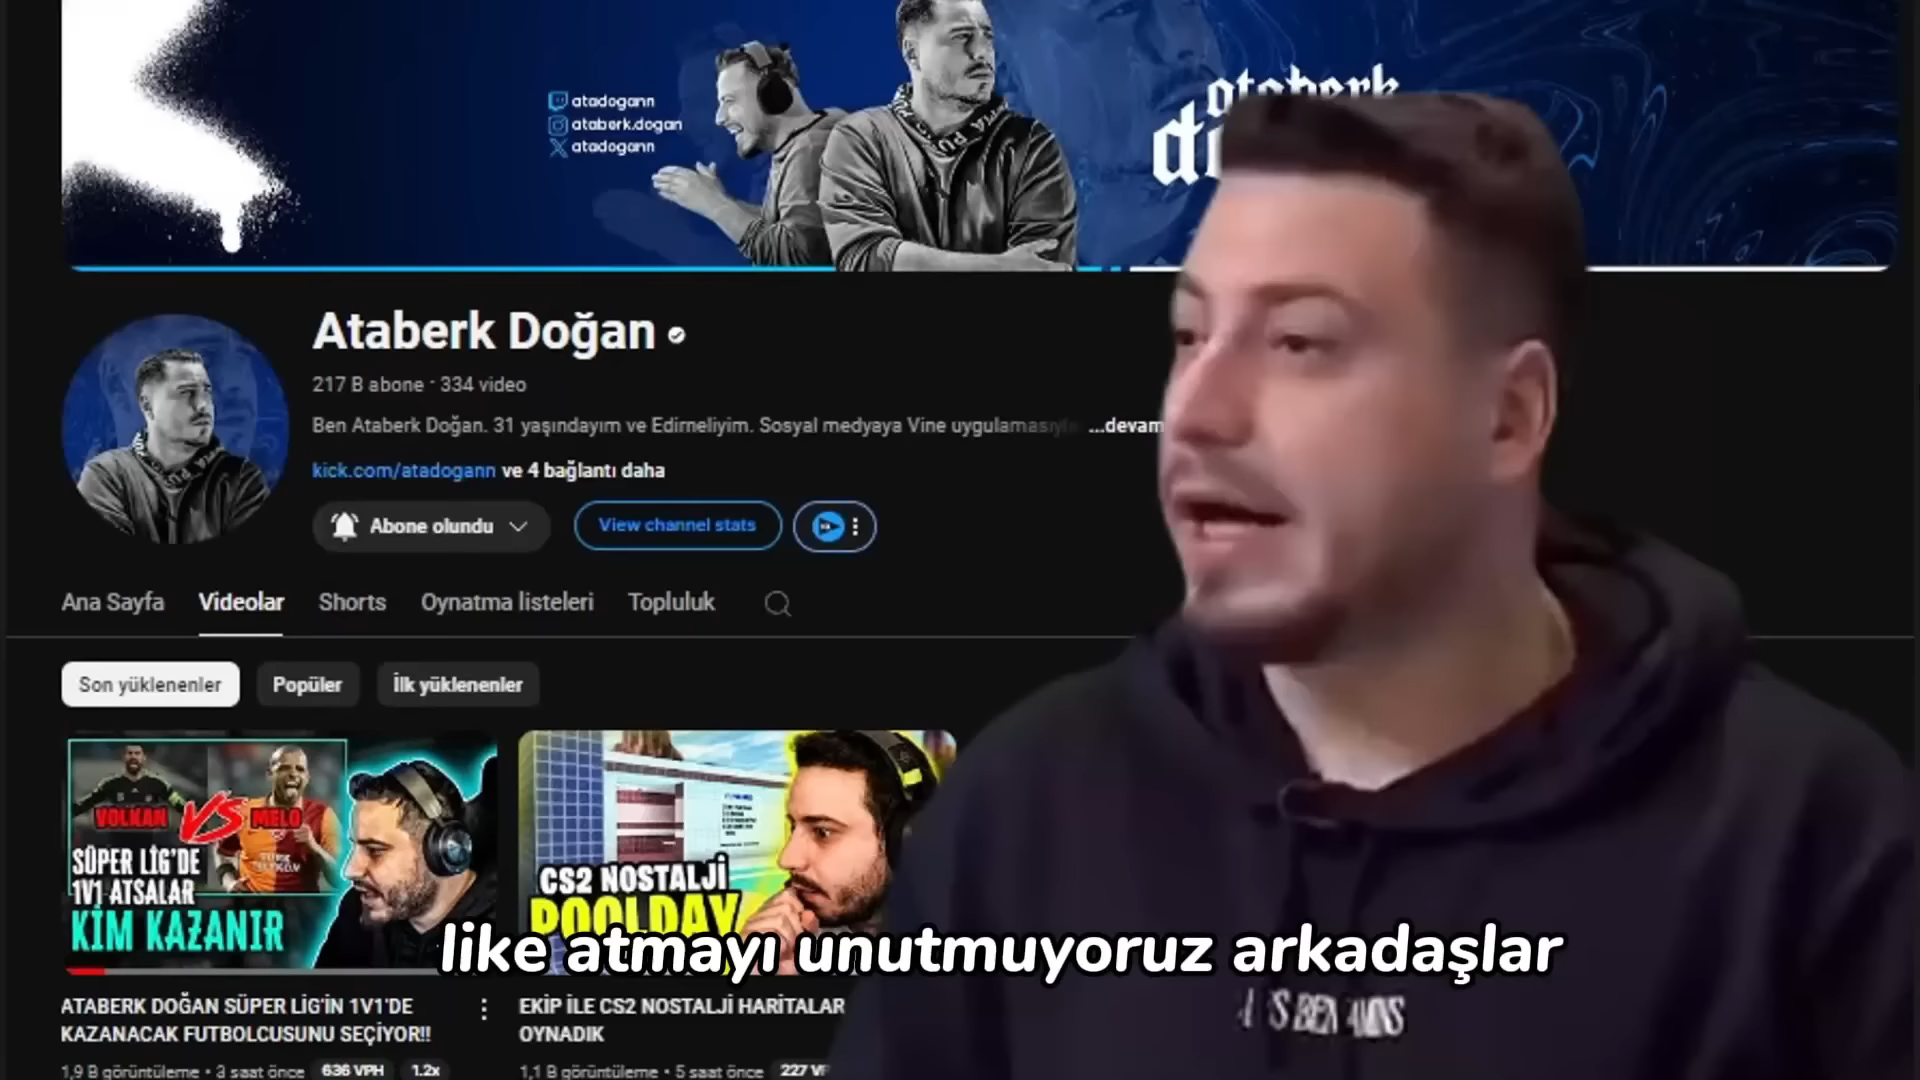 atadogann
ataberk.dogan
atadogann
ataberk
Ataberk Doğan
217 B abone · 334 video
Ben Ataberk Doğan. 31 yaşındayım ve Edirneliyim. Sosyal medyaya Vine uygulamasıyla ...devam
kick.com/atadogann ve 4 bağlantı daha
Abone olundu
View channel stats
Ana Sayfa Videolar Shorts Oynatma listeleri Topluluk
Son yüklenenler Popüler İlk yüklenenler
VOLKAN VS MELO
SÜPER LİG'DE
1V1 ATSALAR
KİM KAZANIR
CS2 NOSTALJİ
POOLDAY
like atmayı unutmuyoruz arkadaşlar
ATABERK DOĞAN SÜPER LİG'İN 1V1'DE
KAZANACAK FUTBOLCUSUNU SEÇİYOR!!
1,9 B görüntüleme • 3 saat önce 636 VPH 1.2x
EKİP İLE CS2 NOSTALJİ HARİTALAR
OYNADIK
1,1 B görüntüleme • 5 saat önce 227